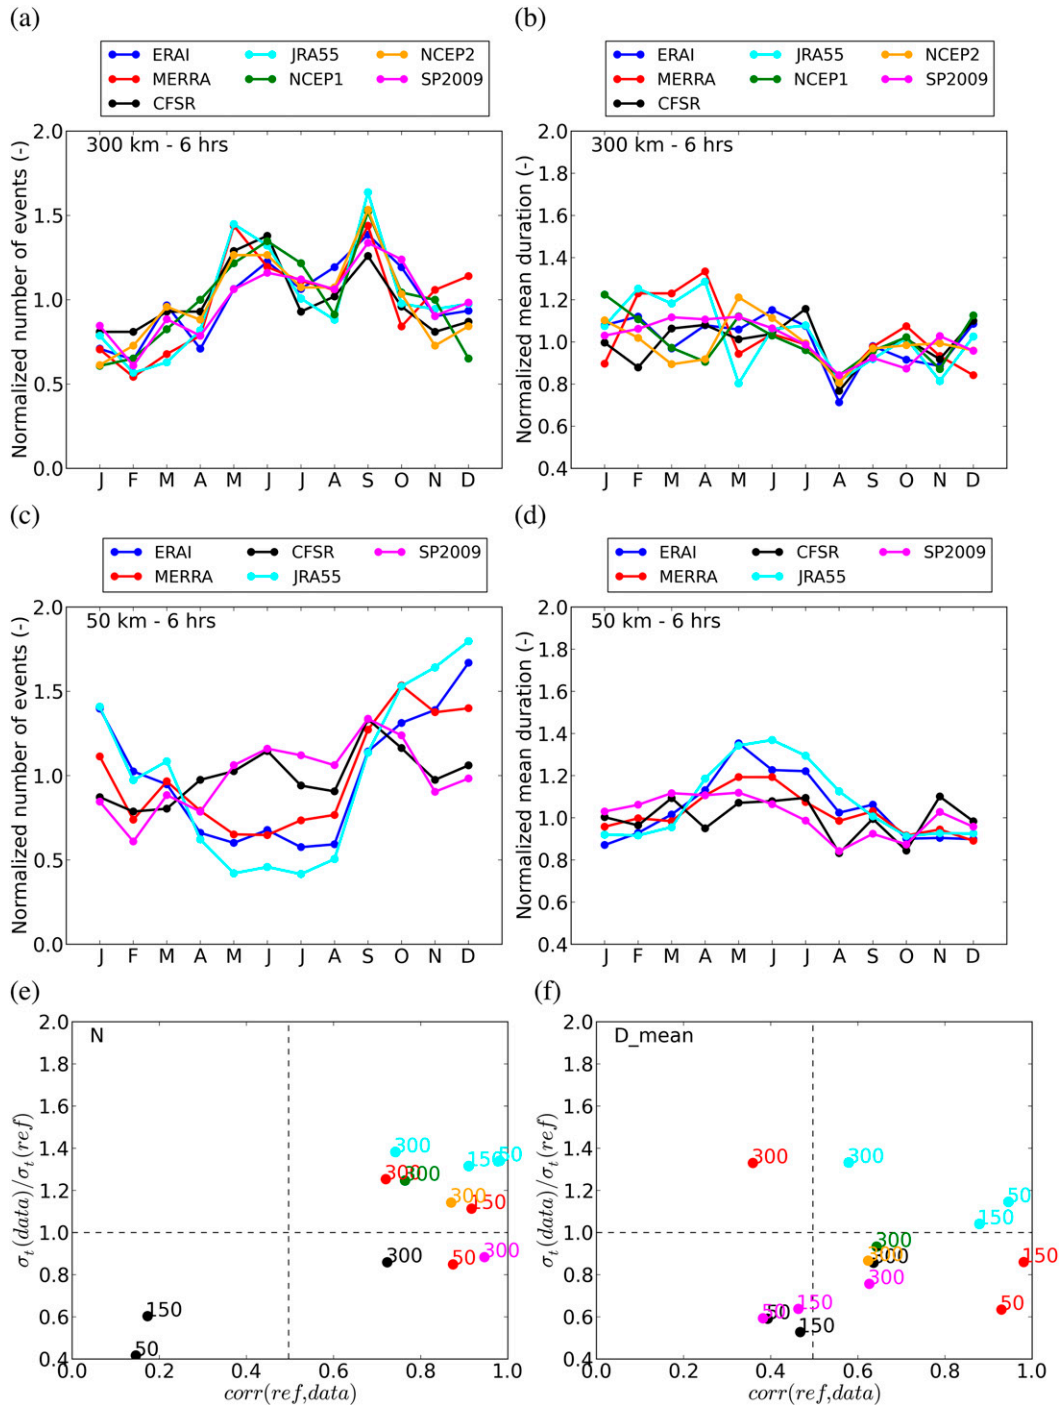 (a)
(b)
ERAI JRA55 NCEP2
MERRA NCEP1 SP2009
CFSR
ERAI JRA55 NCEP2
MERRA NCEP1 SP2009
CFSR
300 km - 6 hrs
Normalized number of events (-)
2.0
1.5
1.0
0.5
0.0
J F M A M J J A S O N D
300 km - 6 hrs
Normalized mean duration (-)
2.0
1.8
1.6
1.4
1.2
1.0
0.8
0.6
0.4
J F M A M J J A S O N D
(c)
(d)
ERAI CFSR SP2009
MERRA JRA55
ERAI CFSR SP2009
MERRA JRA55
50 km - 6 hrs
Normalized number of events (-)
2.0
1.5
1.0
0.5
0.0
J F M A M J J A S O N D
50 km - 6 hrs
Normalized mean duration (-)
2.0
1.8
1.6
1.4
1.2
1.0
0.8
0.6
0.4
J F M A M J J A S O N D
(e)
(f)
N
σt(data)/σt(ref)
2.0
1.8
1.6
1.4
1.2
1.0
0.8
0.6
0.4
300
150 50
300 300
300 150
300 50 300
150
50
0.0 0.2 0.4 0.6 0.8 1.0
corr(ref,data)
D_mean
σt(data)/σt(ref)
2.0
1.8
1.6
1.4
1.2
1.0
0.8
0.6
0.4
300 300
50
150
300
300 300 150
300
150 50
50 50
150
0.0 0.2 0.4 0.6 0.8 1.0
corr(ref,data)